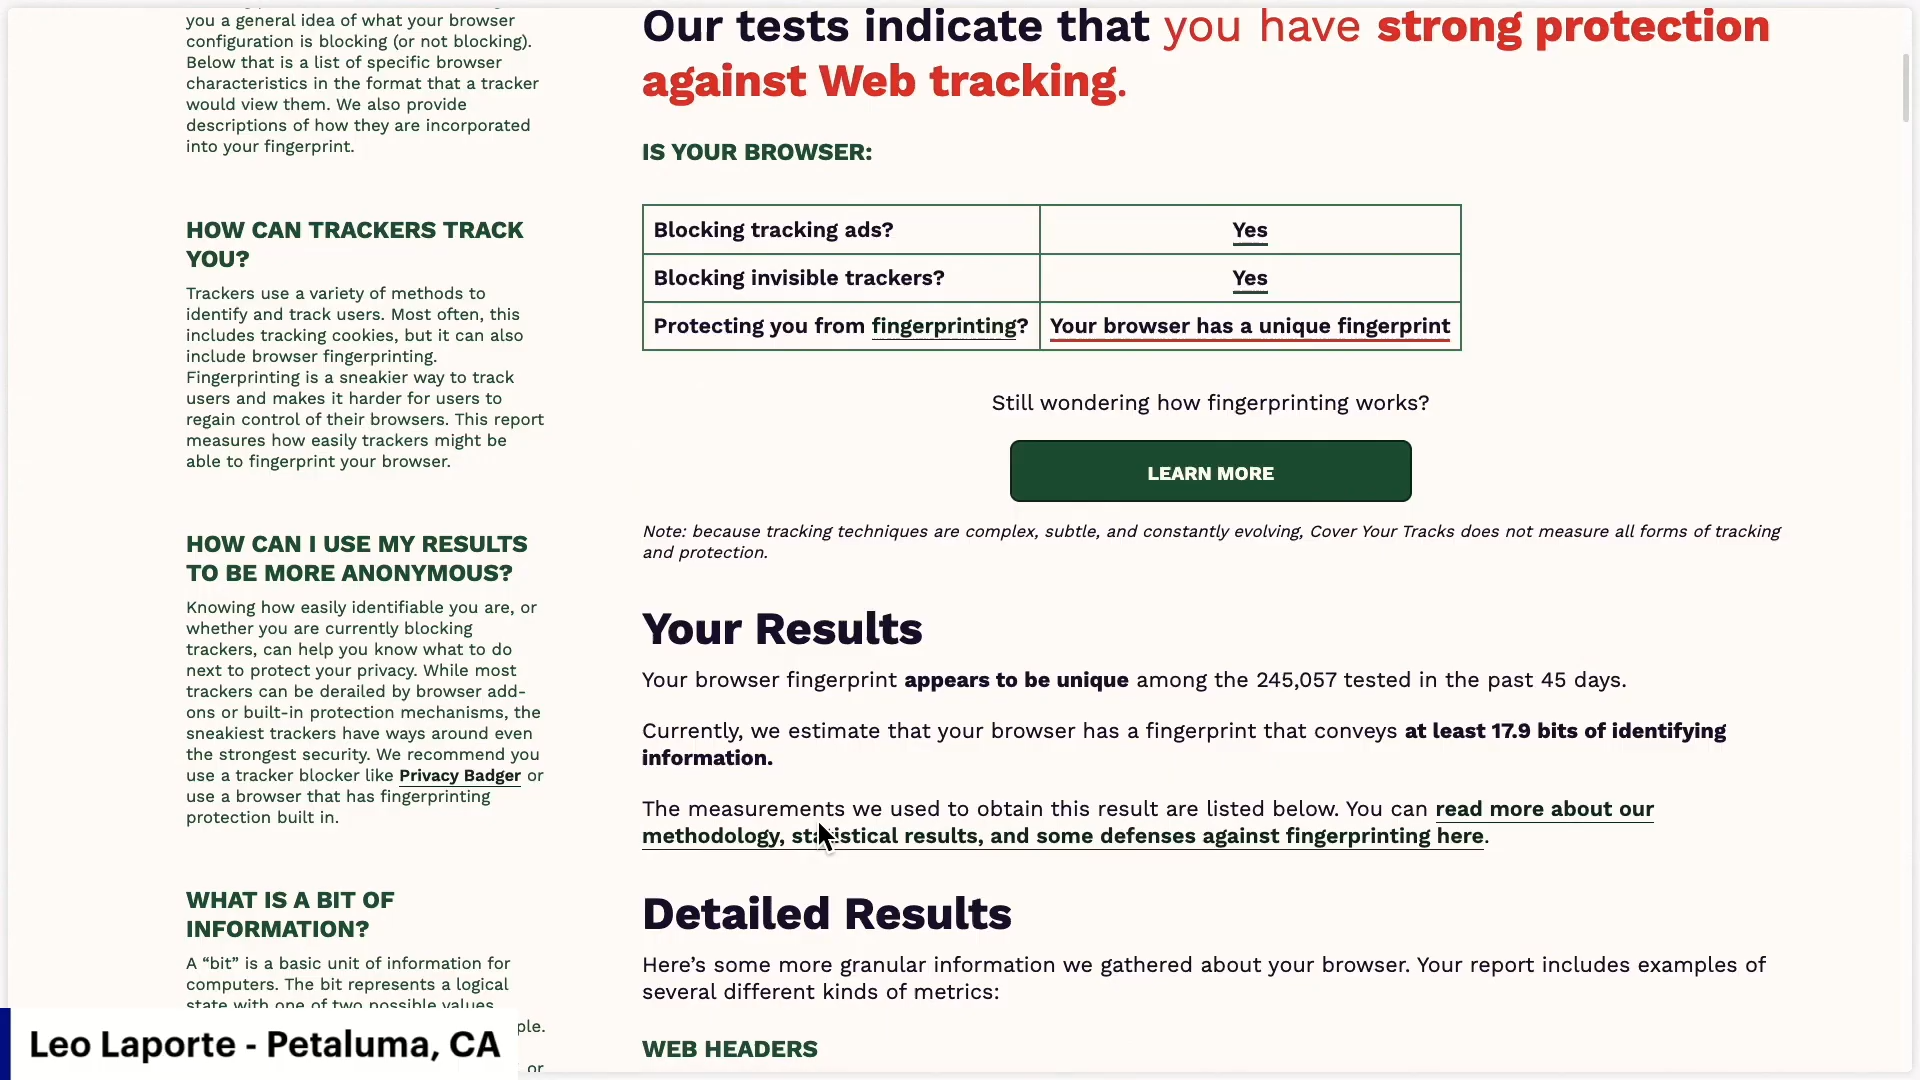 you a general idea of what your browser
configuration is blocking (or not blocking).
Below that is a list of specific browser
characteristics in the format that a tracker
would view them. We also provide
descriptions of how they are incorporated
into your fingerprint.
HOW CAN TRACKERS TRACK
YOU?
Trackers use a variety of methods to
identify and track users. Most often, this
includes tracking cookies, but it can also
include browser fingerprinting.
Fingerprinting is a sneakier way to track
users and makes it harder for users to
regain control of their browsers. This report
measures how easily trackers might be
able to fingerprint your browser.
HOW CAN I USE MY RESULTS
TO BE MORE ANONYMOUS?
Knowing how easily identifiable you are, or
whether you are currently blocking
trackers, can help you know what to do
next to protect your privacy. While most
trackers can be derailed by browser add-
ons or built-in protection mechanisms, the
sneakiest trackers have ways around even
the strongest security. We recommend you
use a tracker blocker like Privacy Badger or
use a browser that has fingerprinting
protection built in.
WHAT IS A BIT OF
INFORMATION?
A “bit” is a basic unit of information for
computers. The bit represents a logical
state with one of two possible values
ple.
or
Our tests indicate that you have strong protection
against Web tracking.
IS YOUR BROWSER:
Blocking tracking ads? Yes
Blocking invisible trackers? Yes
Protecting you from fingerprinting? Your browser has a unique fingerprint
Still wondering how fingerprinting works?
LEARN MORE
Note: because tracking techniques are complex, subtle, and constantly evolving, Cover Your Tracks does not measure all forms of tracking
and protection.
Your Results
Your browser fingerprint appears to be unique among the 245,057 tested in the past 45 days.
Currently, we estimate that your browser has a fingerprint that conveys at least 17.9 bits of identifying
information.
The measurements we used to obtain this result are listed below. You can read more about our
methodology, statistical results, and some defenses against fingerprinting here.
Detailed Results
Here’s some more granular information we gathered about your browser. Your report includes examples of
several different kinds of metrics:
WEB HEADERS
Leo Laporte - Petaluma, CA